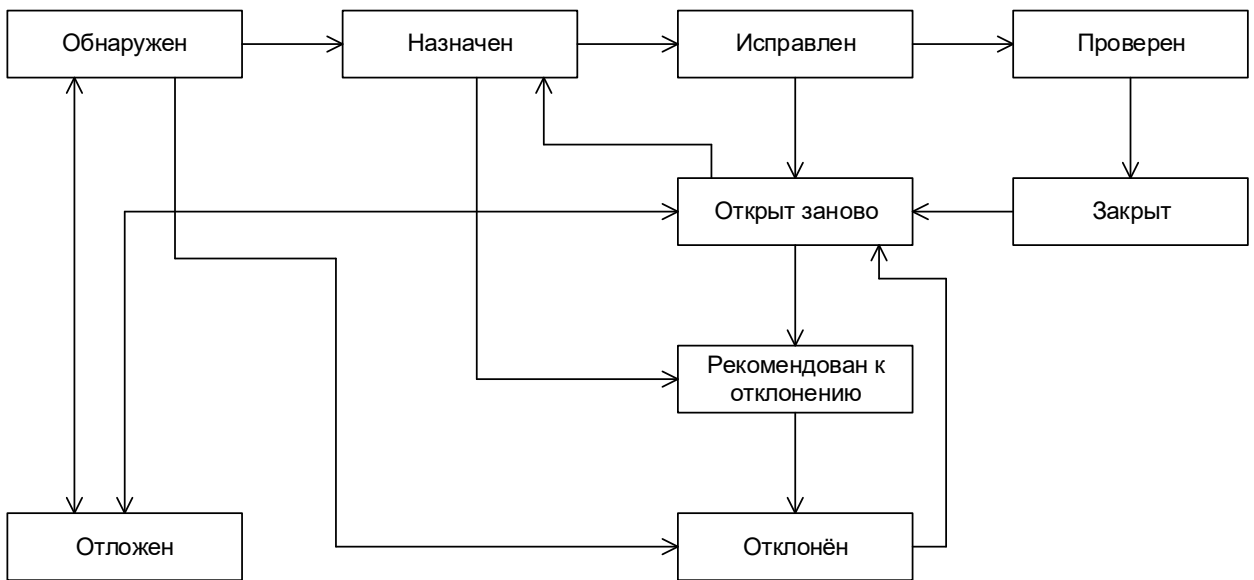 Обнаружен
Назначен
Исправлен
Проверен
Открыт заново
Закрыт
Рекомендован к
отклонению
Отложен
Отклонён